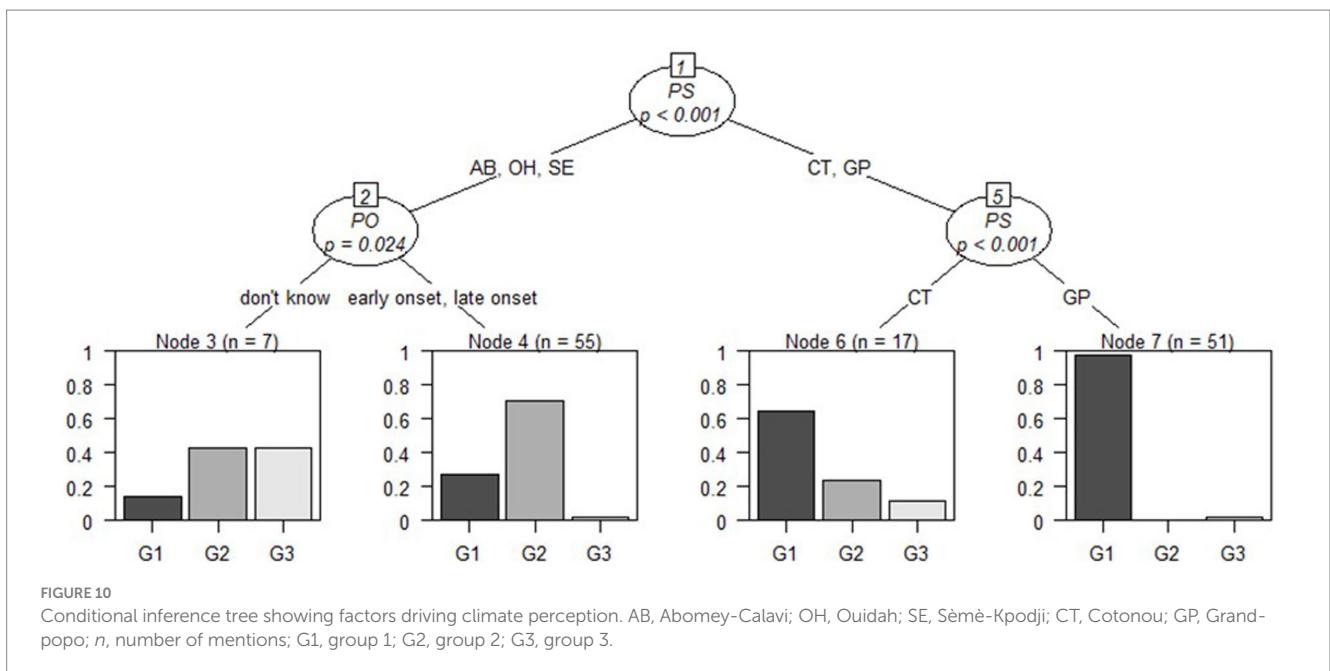 1
PS
p < 0.001
AB, OH, SE
CT, GP
2
PO
p = 0.024
5
PS
p < 0.001
don't know
early onset, late onset
CT
GP
Node 3 (n = 7)
1
0.8
0.6
0.4
0.2
0
G1 G2 G3
Node 4 (n = 55)
1
0.8
0.6
0.4
0.2
0
G1 G2 G3
Node 6 (n = 17)
1
0.8
0.6
0.4
0.2
0
G1 G2 G3
Node 7 (n = 51)
1
0.8
0.6
0.4
0.2
0
G1 G2 G3
FIGURE 10
Conditional inference tree showing factors driving climate perception. AB, Abomey-Calavi; OH, Ouidah; SE, Sèmè-Kpodji; CT, Cotonou; GP, Grand-
popo; n, number of mentions; G1, group 1; G2, group 2; G3, group 3.